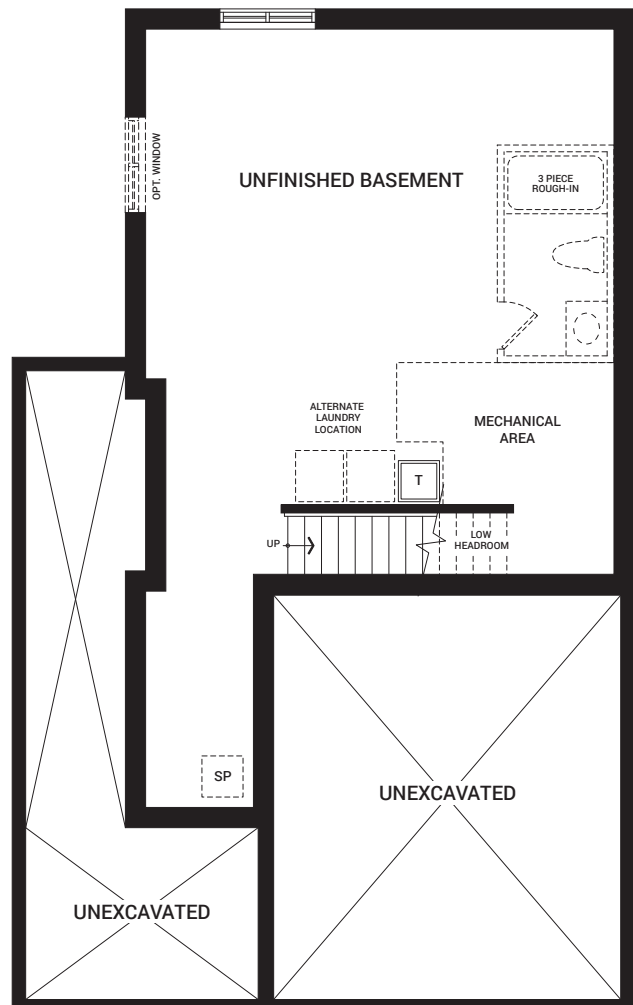 OPT. WINDOW
UNFINISHED BASEMENT
3 PIECE
ROUGH-IN
ALTERNATE
LAUNDRY
LOCATION
MECHANICAL
AREA
T
UP
LOW
HEADROOM
SP
UNEXCAVATED
UNEXCAVATED